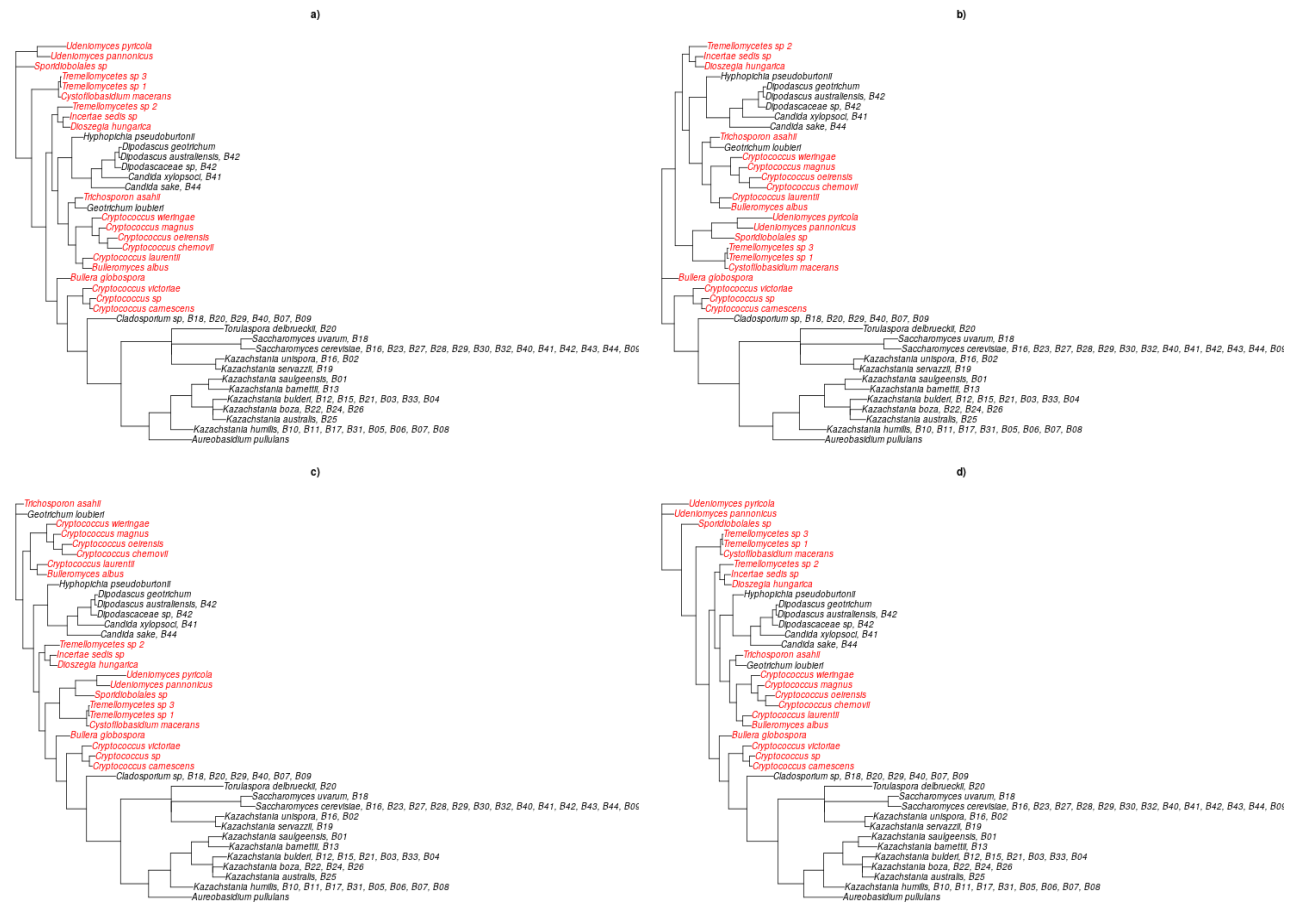 a)
Udeniomyces pyricola
Udeniomyces pannonicus
Sporidiobolales sp
Tremellomycetes sp 3
Tremellomycetes sp 1
Cystofilobasidium macerans
Tremellomycetes sp 2
Incertae sedis sp
Dioszegia hungarica
Hyphopichia pseudoburtonii
Dipodascus geotrichum
Dipodascus australiensis, B42
Dipodascaceae sp, B42
Candida xylopsoci, B41
Candida sake, B44
Trichosporon asahii
Geotrichum loubieri
Cryptococcus wieringae
Cryptococcus magnus
Cryptococcus oeirensis
Cryptococcus chernovii
Cryptococcus laurentii
Bulleromyces albus
Bullera globospora
Cryptococcus victoriae
Cryptococcus sp
Cryptococcus carnescens
Cladosporium sp, B18, B20, B29, B40, B07, B09
Torulaspora delbrueckii, B20
Saccharomyces uvarum, B18
Saccharomyces cerevisiae, B16, B23, B27, B28, B29, B30, B32, B40, B41, B42, B43, B44, B09
Kazachstania unispora, B16, B02
Kazachstania servazzii, B19
Kazachstania saulgeensis, B01
Kazachstania barnettii, B13
Kazachstania bulderi, B12, B15, B21, B03, B33, B04
Kazachstania boza, B22, B24, B26
Kazachstania australis, B25
Kazachstania humilis, B10, B11, B17, B31, B05, B06, B07, B08
Aureobasidium pullulans
b)
Tremellomycetes sp 2
Incertae sedis sp
Dioszegia hungarica
Hyphopichia pseudoburtonii
Dipodascus geotrichum
Dipodascus australiensis, B42
Dipodascaceae sp, B42
Candida xylopsoci, B41
Candida sake, B44
Trichosporon asahii
Geotrichum loubieri
Cryptococcus wieringae
Cryptococcus magnus
Cryptococcus oeirensis
Cryptococcus chernovii
Cryptococcus laurentii
Bulleromyces albus
Udeniomyces pyricola
Udeniomyces pannonicus
Sporidiobolales sp
Tremellomycetes sp 3
Tremellomycetes sp 1
Cystofilobasidium macerans
Bullera globospora
Cryptococcus victoriae
Cryptococcus sp
Cryptococcus carnescens
Cladosporium sp, B18, B20, B29, B40, B07, B09
Torulaspora delbrueckii, B20
Saccharomyces uvarum, B18
Saccharomyces cerevisiae, B16, B23, B27, B28, B29, B30, B32, B40, B41, B42, B43, B44, B09
Kazachstania unispora, B16, B02
Kazachstania servazzii, B19
Kazachstania saulgeensis, B01
Kazachstania barnettii, B13
Kazachstania bulderi, B12, B15, B21, B03, B33, B04
Kazachstania boza, B22, B24, B26
Kazachstania australis, B25
Kazachstania humilis, B10, B11, B17, B31, B05, B06, B07, B08
Aureobasidium pullulans
c)
Trichosporon asahii
Geotrichum loubieri
Cryptococcus wieringae
Cryptococcus magnus
Cryptococcus oeirensis
Cryptococcus chernovii
Cryptococcus laurentii
Bulleromyces albus
Hyphopichia pseudoburtonii
Dipodascus geotrichum
Dipodascus australiensis, B42
Dipodascaceae sp, B42
Candida xylopsoci, B41
Candida sake, B44
Tremellomycetes sp 2
Incertae sedis sp
Dioszegia hungarica
Udeniomyces pyricola
Udeniomyces pannonicus
Sporidiobolales sp
Tremellomycetes sp 3
Tremellomycetes sp 1
Cystofilobasidium macerans
Bullera globospora
Cryptococcus victoriae
Cryptococcus sp
Cryptococcus carnescens
Cladosporium sp, B18, B20, B29, B40, B07, B09
Torulaspora delbrueckii, B20
Saccharomyces uvarum, B18
Saccharomyces cerevisiae, B16, B23, B27, B28, B29, B30, B32, B40, B41, B42, B43, B44, B09
Kazachstania unispora, B16, B02
Kazachstania servazzii, B19
Kazachstania saulgeensis, B01
Kazachstania barnettii, B13
Kazachstania bulderi, B12, B15, B21, B03, B33, B04
Kazachstania boza, B22, B24, B26
Kazachstania australis, B25
Kazachstania humilis, B10, B11, B17, B31, B05, B06, B07, B08
Aureobasidium pullulans
d)
Udeniomyces pyricola
Udeniomyces pannonicus
Sporidiobolales sp
Tremellomycetes sp 3
Tremellomycetes sp 1
Cystofilobasidium macerans
Tremellomycetes sp 2
Incertae sedis sp
Dioszegia hungarica
Hyphopichia pseudoburtonii
Dipodascus geotrichum
Dipodascus australiensis, B42
Dipodascaceae sp, B42
Candida xylopsoci, B41
Candida sake, B44
Trichosporon asahii
Geotrichum loubieri
Cryptococcus wieringae
Cryptococcus magnus
Cryptococcus oeirensis
Cryptococcus chernovii
Cryptococcus laurentii
Bulleromyces albus
Bullera globospora
Cryptococcus victoriae
Cryptococcus sp
Cryptococcus carnescens
Cladosporium sp, B18, B20, B29, B40, B07, B09
Torulaspora delbrueckii, B20
Saccharomyces uvarum, B18
Saccharomyces cerevisiae, B16, B23, B27, B28, B29, B30, B32, B40, B41, B42, B43, B44, B09
Kazachstania unispora, B16, B02
Kazachstania servazzii, B19
Kazachstania saulgeensis, B01
Kazachstania barnettii, B13
Kazachstania bulderi, B12, B15, B21, B03, B33, B04
Kazachstania boza, B22, B24, B26
Kazachstania australis, B25
Kazachstania humilis, B10, B11, B17, B31, B05, B06, B07, B08
Aureobasidium pullulans